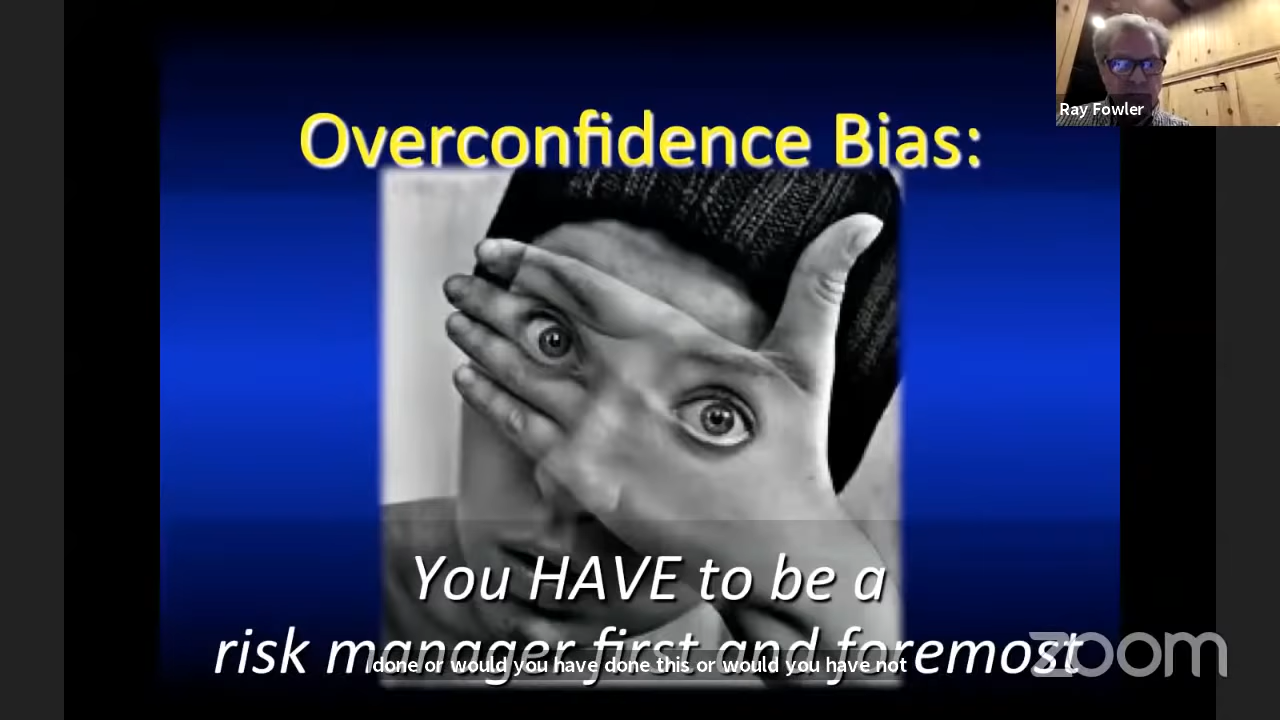 Ray Fowler
Overconfidence Bias:
You HAVE to be a
risk manager first and foremost
done or would you have done this or would you have not
zoom